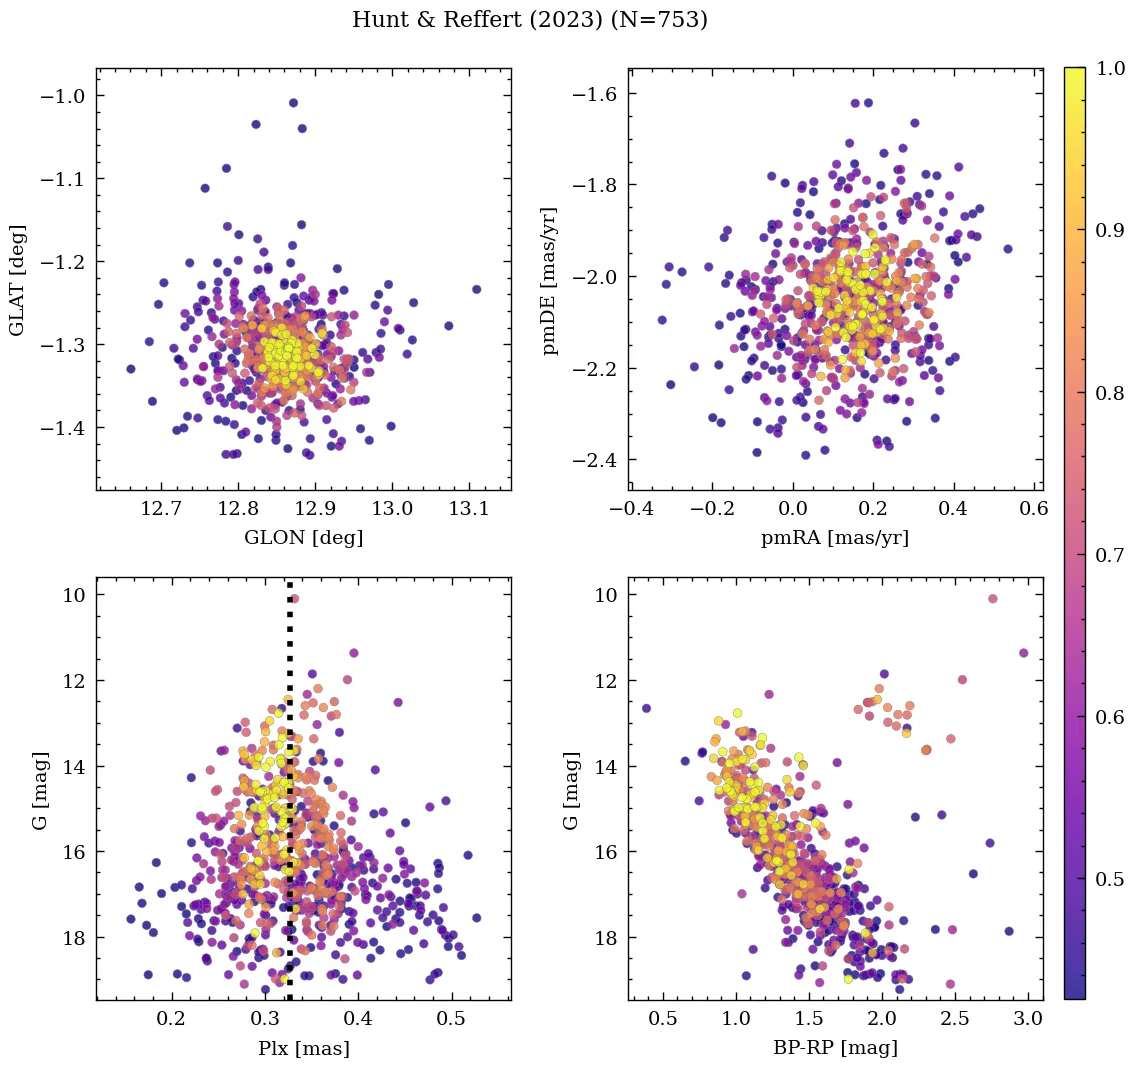 Hunt & Reffert (2023) (N=753)
GLAT [deg]
−1.0
−1.1
−1.2
−1.3
−1.4
12.7 12.8 12.9 13.0 13.1
GLON [deg]
pmDE [mas/yr]
−1.6
−1.8
−2.0
−2.2
−2.4
−0.4 −0.2 0.0 0.2 0.4 0.6
pmRA [mas/yr]
G [mag]
10
12
14
16
18
0.2 0.3 0.4 0.5
Plx [mas]
G [mag]
10
12
14
16
18
0.5 1.0 1.5 2.0 2.5 3.0
BP-RP [mag]
1.0
0.9
0.8
0.7
0.6
0.5